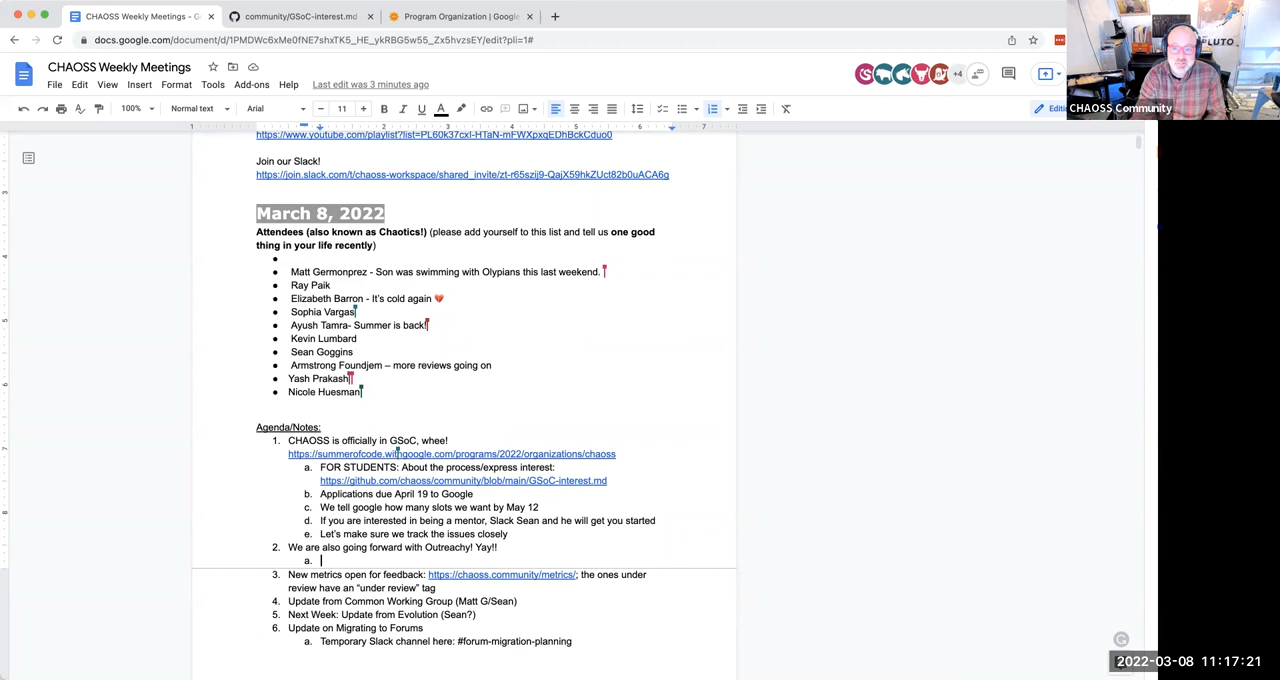 CHAOSS Weekly Meetings - G
community/GSoC-interest.md
Program Organization | Google
docs.google.com/document/d/1PMDWc6xMe0fNE7shxTK5_HE_ykRBG5w55_Zx5hvzsEY/edit?pli=1#
CHAOSS Weekly Meetings
File Edit View Insert Format Tools Add-ons Help Last edit was 3 minutes ago
+4
100% Normal text Arial 11
CHAOSS Community
https://www.youtube.com/playlist?list=PL60k37cxI-HTaN-mFWXpxqEDhBckCduo0
Join our Slack!
https://join.slack.com/t/chaoss-workspace/shared_invite/zt-r65szij9-QajX59hkZUct82b0uACA6g
March 8, 2022
Attendees (also known as Chaotics!) (please add yourself to this list and tell us one good
thing in your life recently)
Matt Germonprez - Son was swimming with Olypians this last weekend.
Ray Paik
Elizabeth Barron - It's cold again 💔
Sophia Vargas
Ayush Tamra- Summer is back!
Kevin Lumbard
Sean Goggins
Armstrong Foundjem – more reviews going on
Yash Prakash
Nicole Huesman
Agenda/Notes:
1. CHAOSS is officially in GSoC, whee!
https://summerofcode.withgoogle.com/programs/2022/organizations/chaoss
a. FOR STUDENTS: About the process/express interest:
https://github.com/chaoss/community/blob/main/GSoC-interest.md
b. Applications due April 19 to Google
c. We tell google how many slots we want by May 12
d. If you are interested in being a mentor, Slack Sean and he will get you started
e. Let's make sure we track the issues closely
2. We are also going forward with Outreachy! Yay!!
a.
3. New metrics open for feedback: https://chaoss.community/metrics/; the ones under
review have an "under review" tag
4. Update from Common Working Group (Matt G/Sean)
5. Next Week: Update from Evolution (Sean?)
6. Update on Migrating to Forums
a. Temporary Slack channel here: #forum-migration-planning
2022-03-08 11:17:21